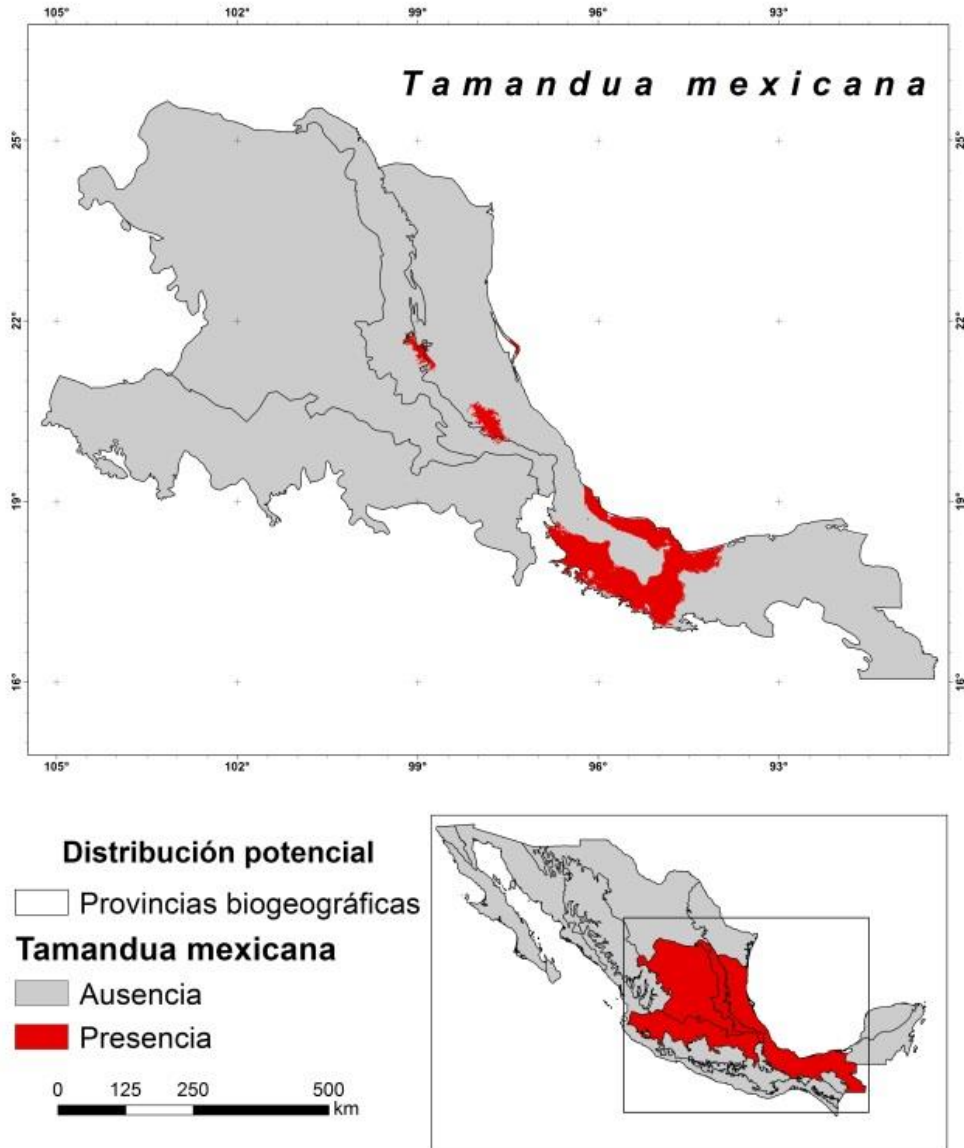 105° 102° 99° 96° 93°
Tamandua mexicana
25° 25°
22° 22°
19° 19°
16° 16°
105° 102° 99° 96° 93°
Distribución potencial
Provincias biogeográficas
Tamandua mexicana
Ausencia
Presencia
0 125 250 500
km